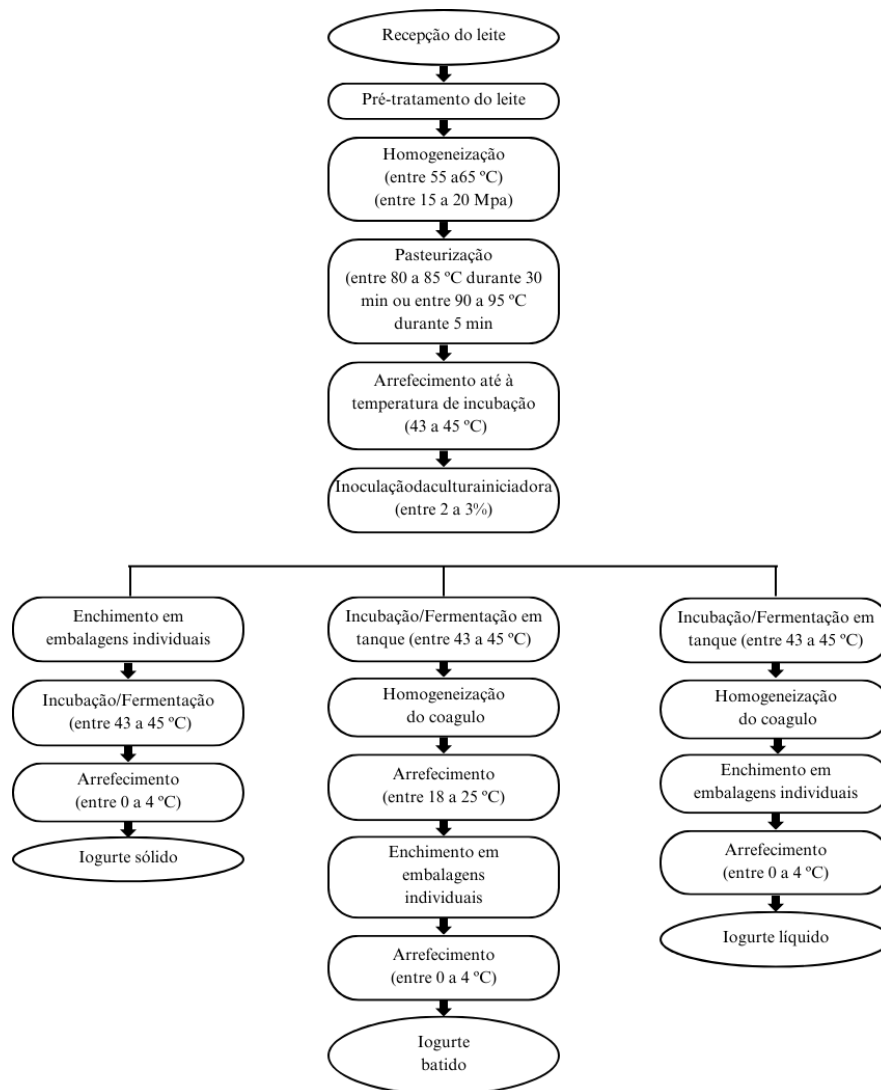 Recepção do leite
Pré-tratamento do leite
Homogeneização
(entre 55 a65 ºC)
(entre 15 a 20 Mpa)
Pasteurização
(entre 80 a 85 ºC durante 30
min ou entre 90 a 95 ºC
durante 5 min
Arrefecimento até à
temperatura de incubação
(43 a 45 ºC)
Inoculaçãodaculturainiciadora
(entre 2 a 3%)
Enchimento em
embalagens individuais
Incubação/Fermentação
(entre 43 a 45 ºC)
Arrefecimento
(entre 0 a 4 ºC)
Iogurte sólido
Incubação/Fermentação em
tanque (entre 43 a 45 ºC)
Homogeneização
do coagulo
Arrefecimento
(entre 18 a 25 ºC)
Enchimento em
embalagens
individuais
Arrefecimento
(entre 0 a 4 ºC)
Iogurte
batido
Incubação/Fermentação em
tanque (entre 43 a 45 ºC)
Homogeneização
do coagulo
Enchimento em
embalagens individuais
Arrefecimento
(entre 0 a 4 ºC)
Iogurte líquido